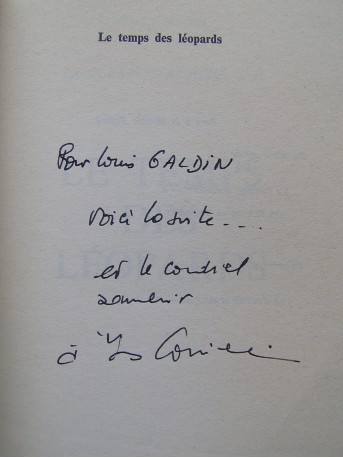 Le temps des léopards
Pour Louis GALDIN
voici la suite....
et le cordial
souvenir